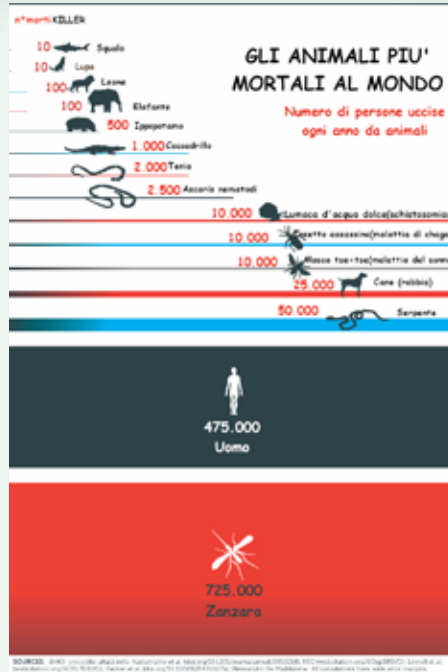 n°morti KILLER
GLI ANIMALI PIU'
MORTALI AL MONDO
Numero di persone uccise
ogni anno da animali
10 Squalo
10 Lupo
100 Leone
100 Elefante
500 Ippopotamo
1.000 Coccodrillo
2.000 Tenia
2.500 Ascaris nematodi
10.000 Lumaca d'acqua dolce(schistosomia
10.000 Insetto assassino(malattia di chaga
10.000 Mosca tse-tse(malattia del sonn
25.000 Cane (rabbia)
50.000 Serpente
475.000
Uomo
725.000
Zanzara
SOURCES: WHO; crocodile